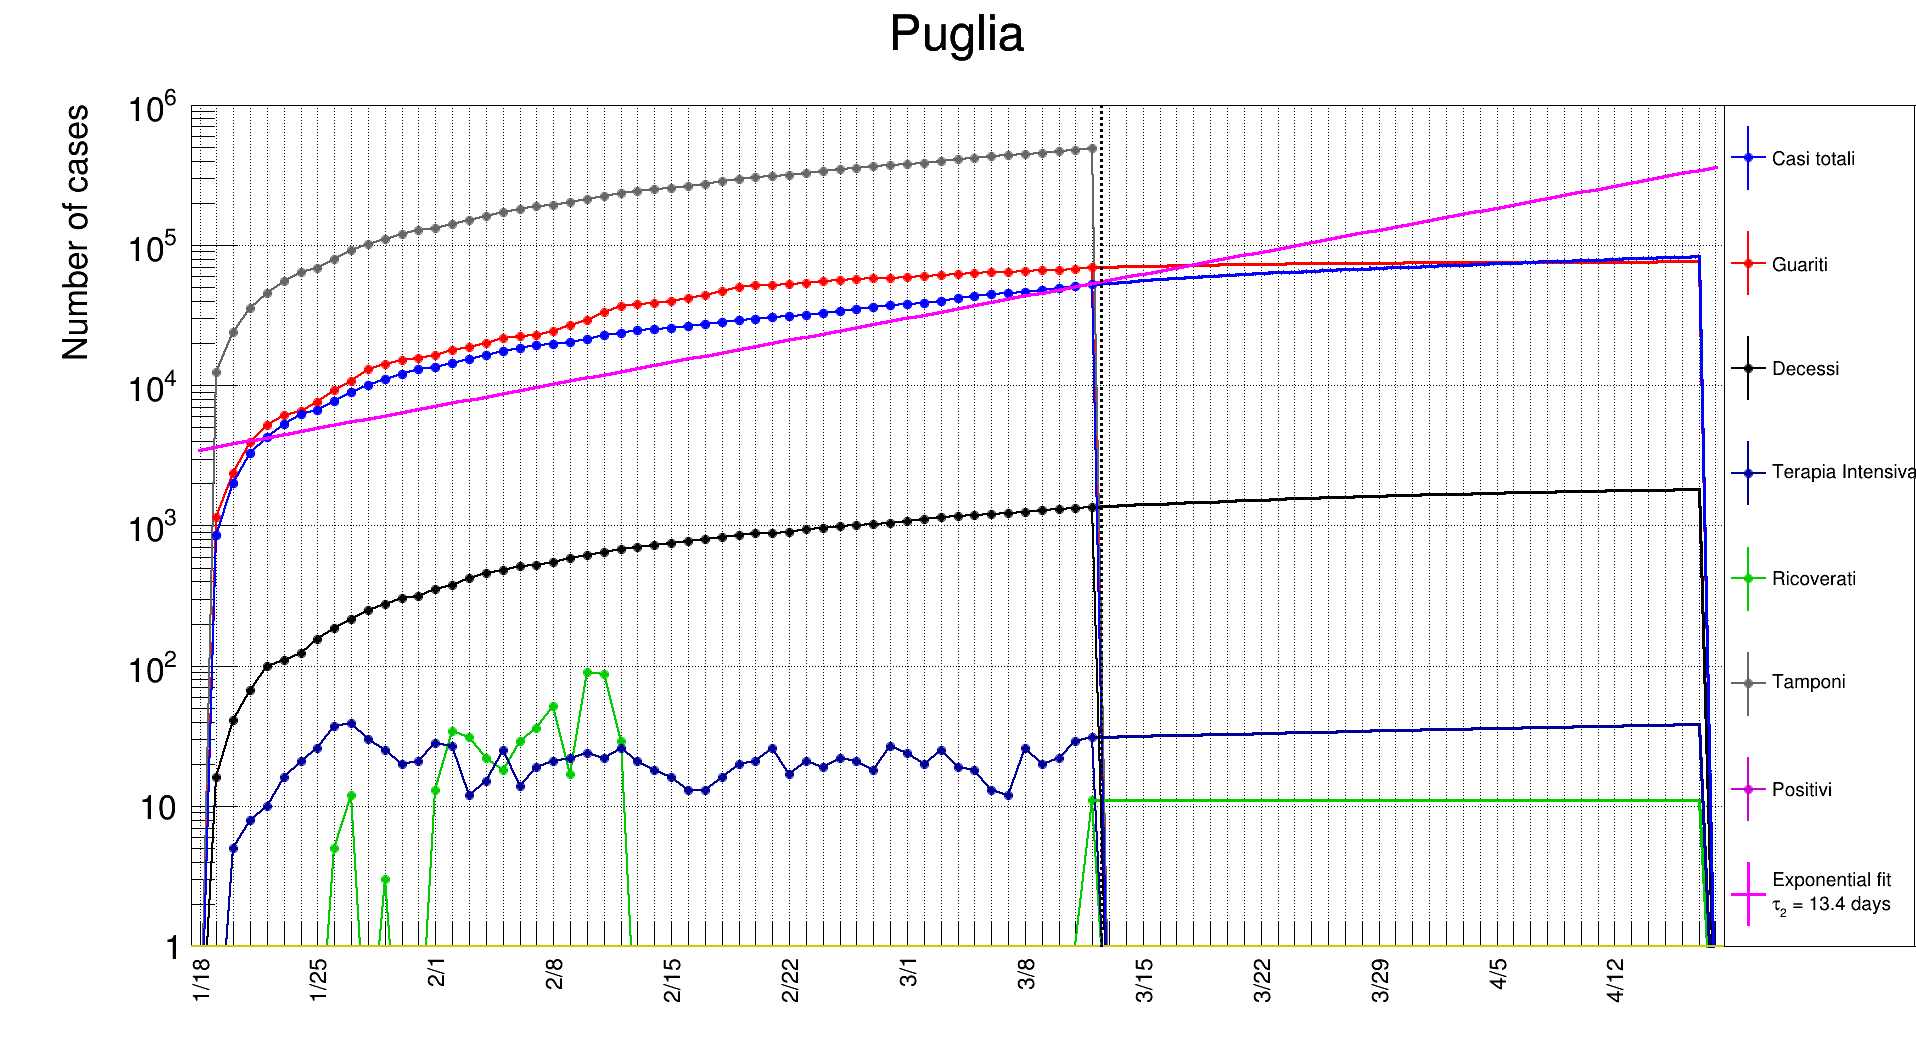 Puglia
Number of cases
10^6
10^5
10^4
10^3
10^2
10
1
1/18
1/25
2/1
2/8
2/15
2/22
3/1
3/8
3/15
3/22
3/29
4/5
4/12
Casi totali
Guariti
Decessi
Terapia Intensiva
Ricoverati
Tamponi
Positivi
Exponential fit
τ_2 = 13.4 days